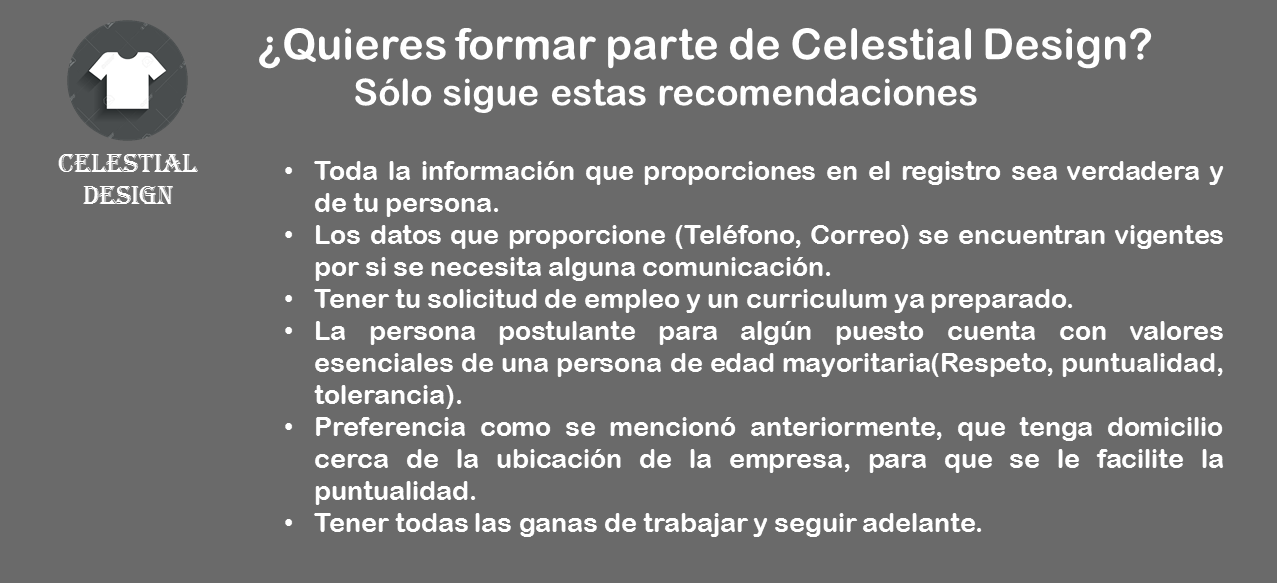 ¿Quieres formar parte de Celestial Design?
Sólo sigue estas recomendaciones
CELESTIAL
DESIGN
• Toda la información que proporciones en el registro sea verdadera y
de tu persona.
• Los datos que proporcione (Teléfono, Correo) se encuentran vigentes
por si se necesita alguna comunicación.
• Tener tu solicitud de empleo y un curriculum ya preparado.
• La persona postulante para algún puesto cuenta con valores
esenciales de una persona de edad mayoritaria(Respeto, puntualidad,
tolerancia).
• Preferencia como se mencionó anteriormente, que tenga domicilio
cerca de la ubicación de la empresa, para que se le facilite la
puntualidad.
• Tener todas las ganas de trabajar y seguir adelante.